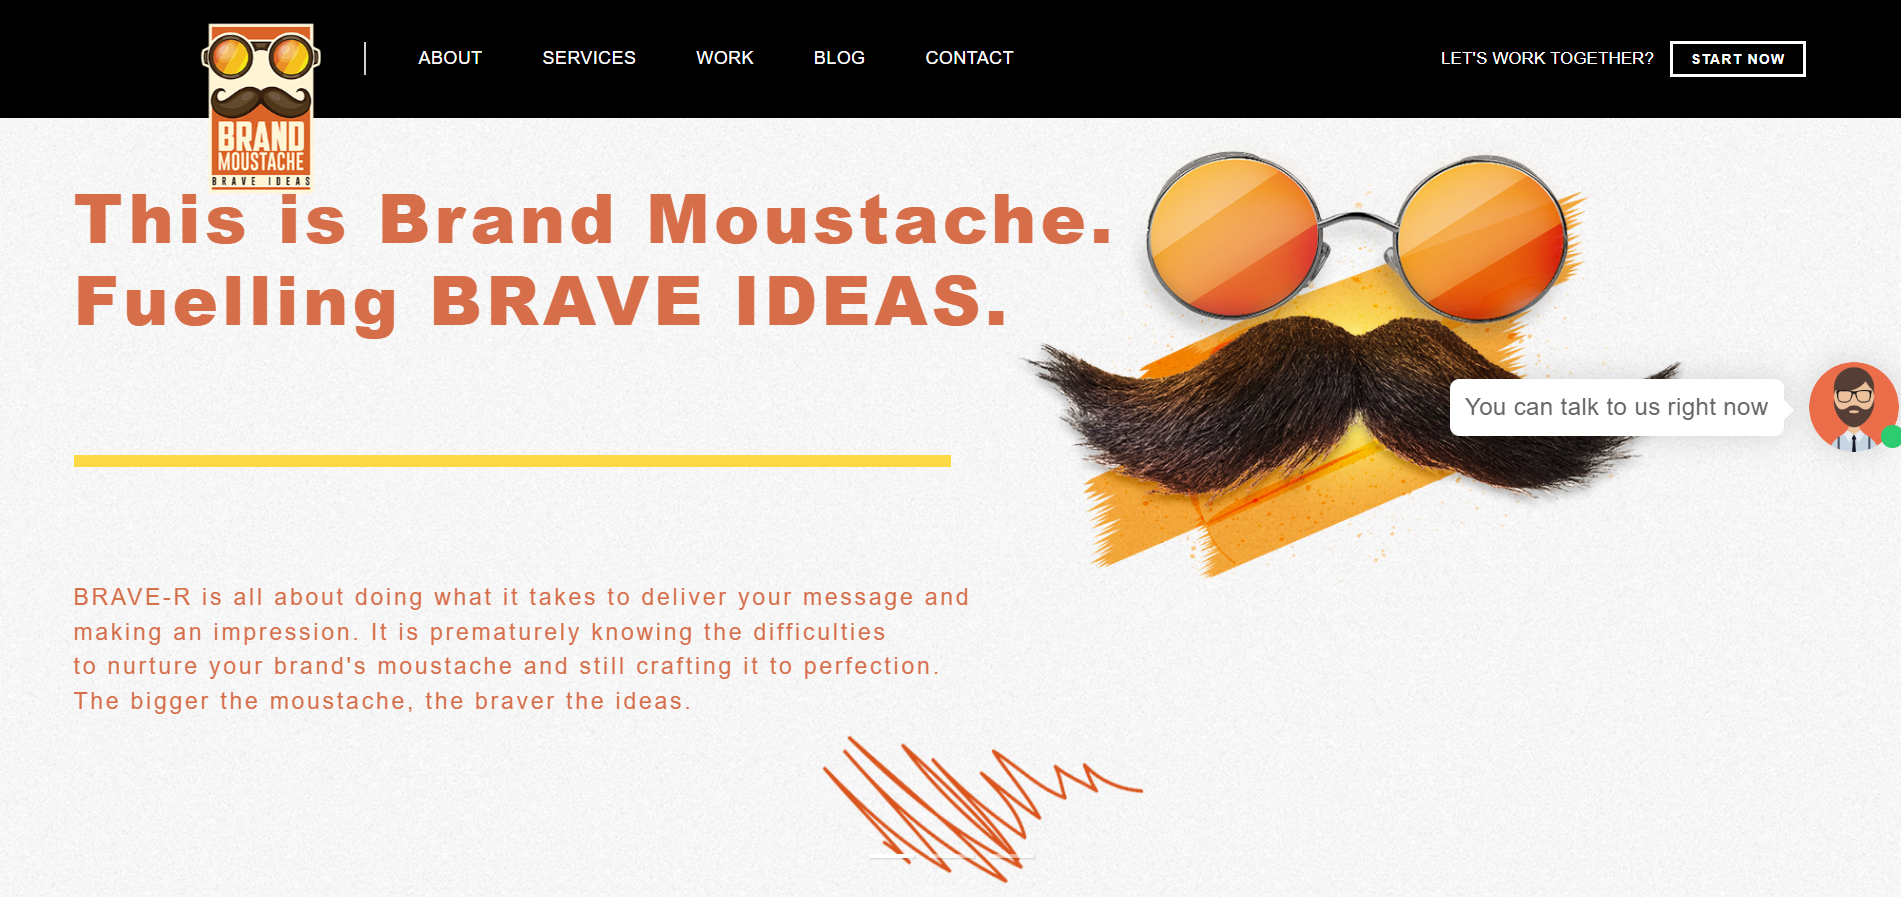 BRAND
MOUSTACHE
BRAVE IDEAS
ABOUT
SERVICES
WORK
BLOG
CONTACT
LET'S WORK TOGETHER?
START NOW
This is Brand Moustache.
Fuelling BRAVE IDEAS.
You can talk to us right now
BRAVE-R is all about doing what it takes to deliver your message and
making an impression. It is prematurely knowing the difficulties
to nurture your brand's moustache and still crafting it to perfection.
The bigger the moustache, the braver the ideas.